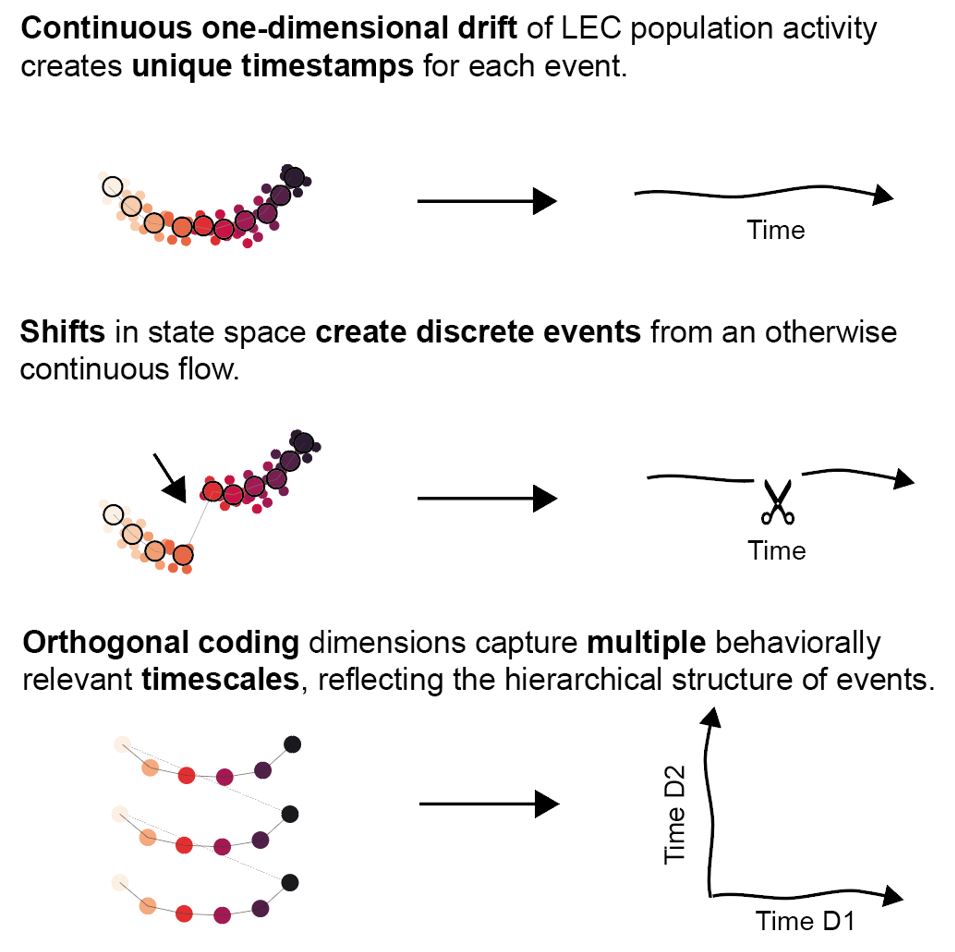 Continuous one-dimensional drift of LEC population activity
creates unique timestamps for each event.
Time
Shifts in state space create discrete events from an otherwise
continuous flow.
Time
Orthogonal coding dimensions capture multiple behaviorally
relevant timescales, reflecting the hierarchical structure of events.
Time D2
Time D1